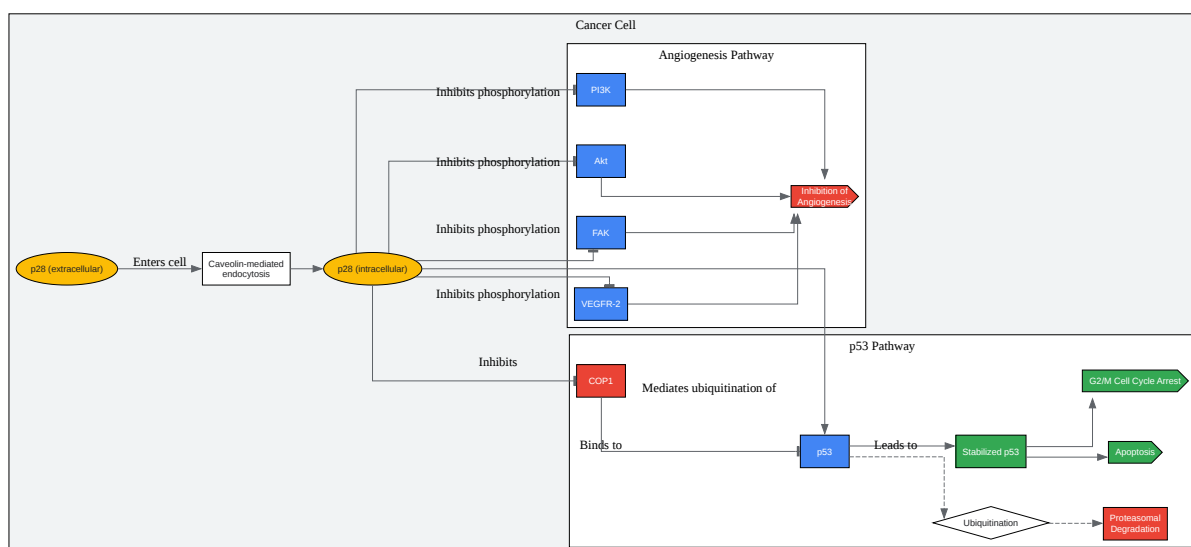 Cancer Cell
Angiogenesis Pathway
Inhibits phosphorylation
PI3K
Inhibits phosphorylation
Akt
Inhibition of
Angiogenesis
Inhibits phosphorylation
FAK
p28 (extracellular)
Enters cell
Caveolin-mediated
endocytosis
p28 (intracellular)
Inhibits phosphorylation
VEGFR-2
p53 Pathway
Inhibits
COP1
Mediates ubiquitination of
G2/M Cell Cycle Arrest
Binds to
p53
Leads to
Stabilized p53
Apoptosis
Ubiquitination
Proteasomal
Degradation